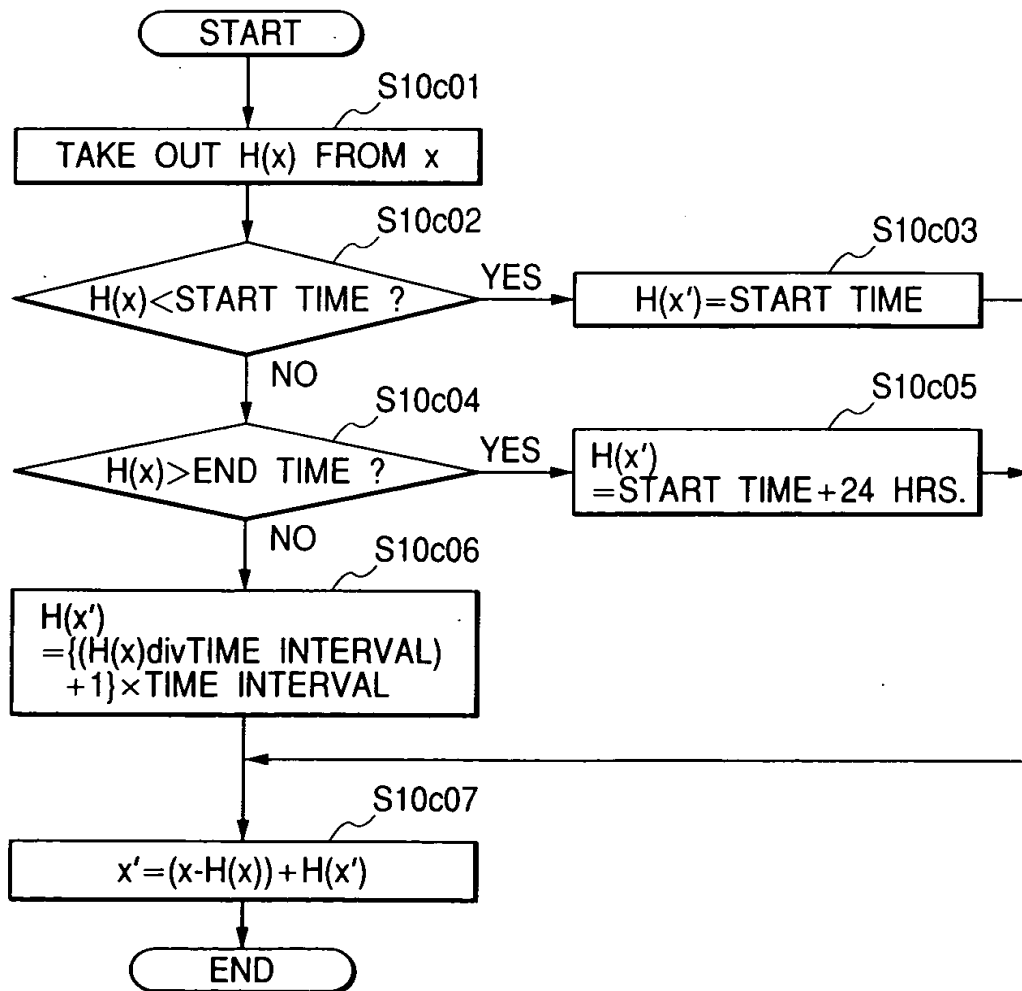 START
S10c01
TAKE OUT H(x) FROM x
S10c02
H(x)<START TIME ?
YES
S10c03
H(x')=START TIME
NO
S10c04
H(x)>END TIME ?
YES
S10c05
H(x')
=START TIME+24 HRS.
NO
S10c06
H(x')
={(H(x)divTIME INTERVAL)
+1}×TIME INTERVAL
S10c07
x'=(x-H(x))+H(x')
END